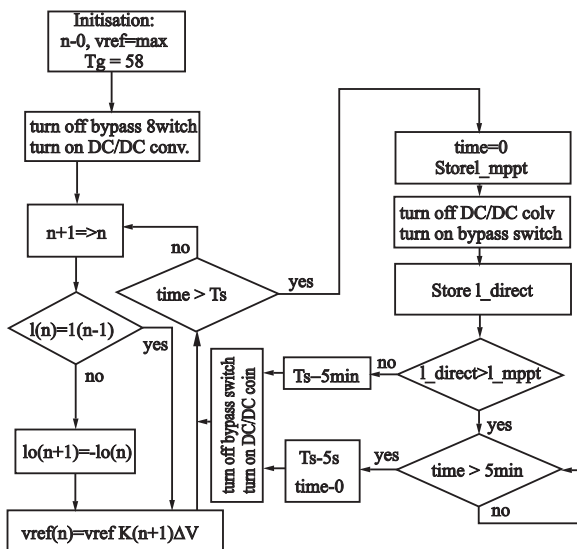 Initisation:
n-0, vref=max
Tg = 58
turn off bypass 8witch
turn on DC/DC conv.
n+1=>n
no
time > Ts
yes
l(n)=1(n-1)
yes
no
lo(n+1)=-lo(n)
vref(n)=vref K(n+1)ΔV
time=0
Storel_mppt
turn off DC/DC colv
turn on bypass switch
Store l_direct
l_direct>l_mppt
no
yes
Ts–5min
turn off bypass switch
turn on DC/DC coin
time > 5min
yes
no
Ts-5s
time-0